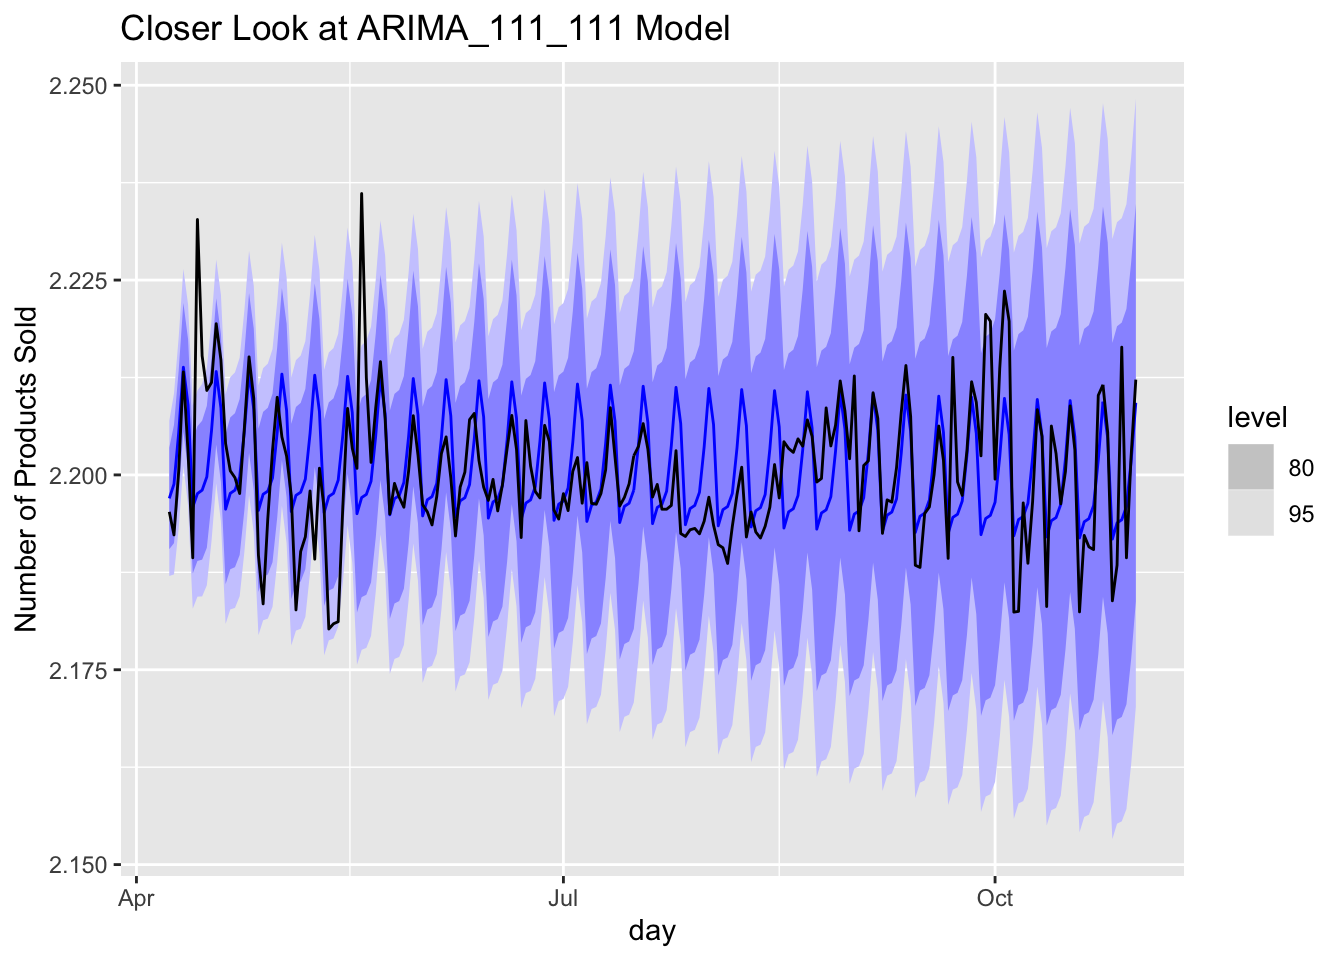 Closer Look at ARIMA_111_111 Model
Number of Products Sold
2.250
2.225
2.200
2.175
2.150
Apr
Jul
Oct
day
level
80
95